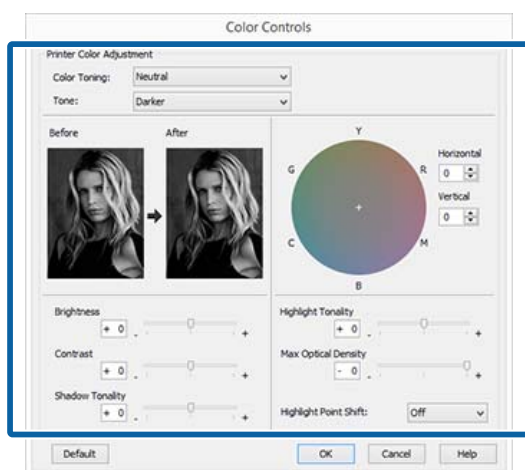 Color Controls
Printer Color Adjustment
Color Toning: Neutral
Tone: Darker
Before After
Y
G R
C M
B
Horizontal
0
Vertical
0
Brightness
+ 0 - +
Contrast
+ 0 - +
Shadow Tonality
+ 0 - +
Highlight Tonality
+ 0 - +
Max Optical Density
- 0 - +
Highlight Point Shift: Off
Default OK Cancel Help